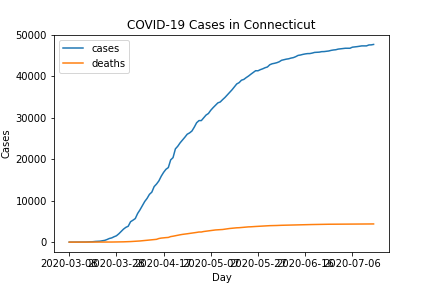 COVID-19 Cases in Connecticut
50000
40000
30000
20000
10000
0
cases
deaths
Cases
2020-03-08 2020-03-28 2020-04-17 2020-05-07 2020-05-27 2020-06-16 2020-07-06
Day